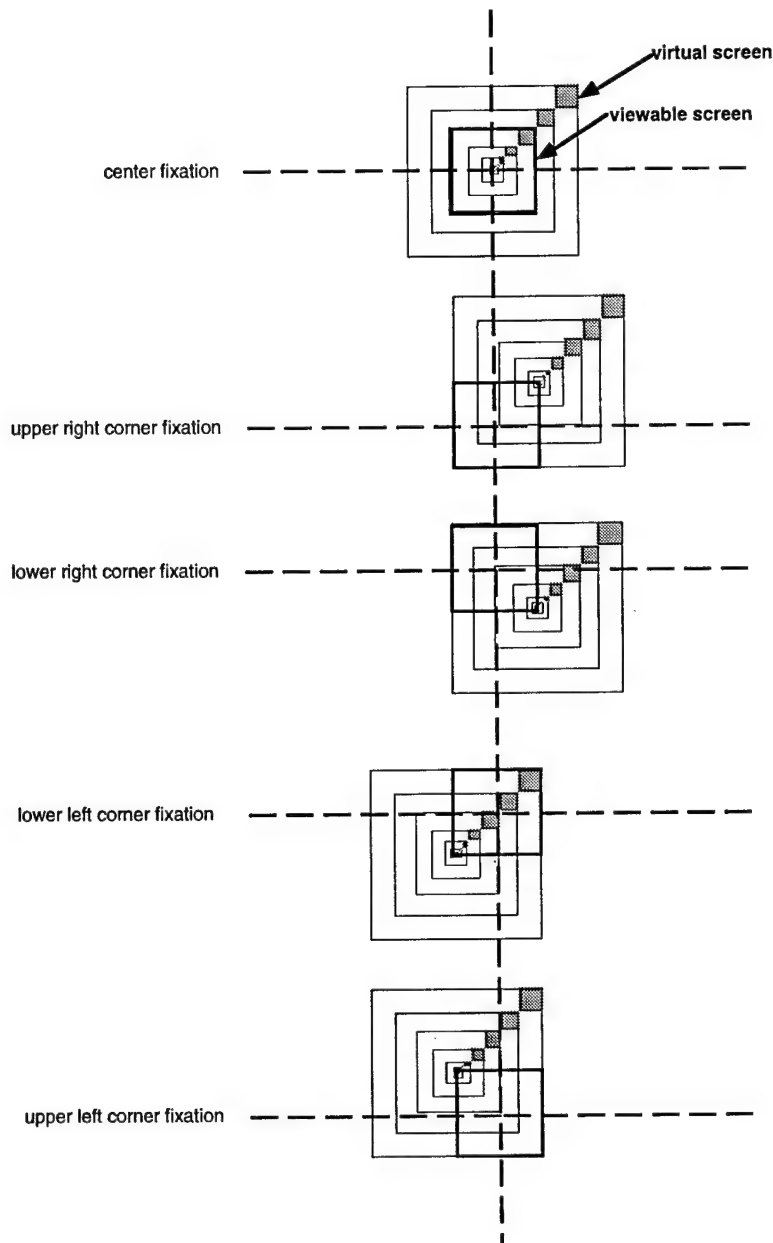 virtual screen
viewable screen
center fixation
upper right corner fixation
lower right corner fixation
lower left corner fixation
upper left corner fixation